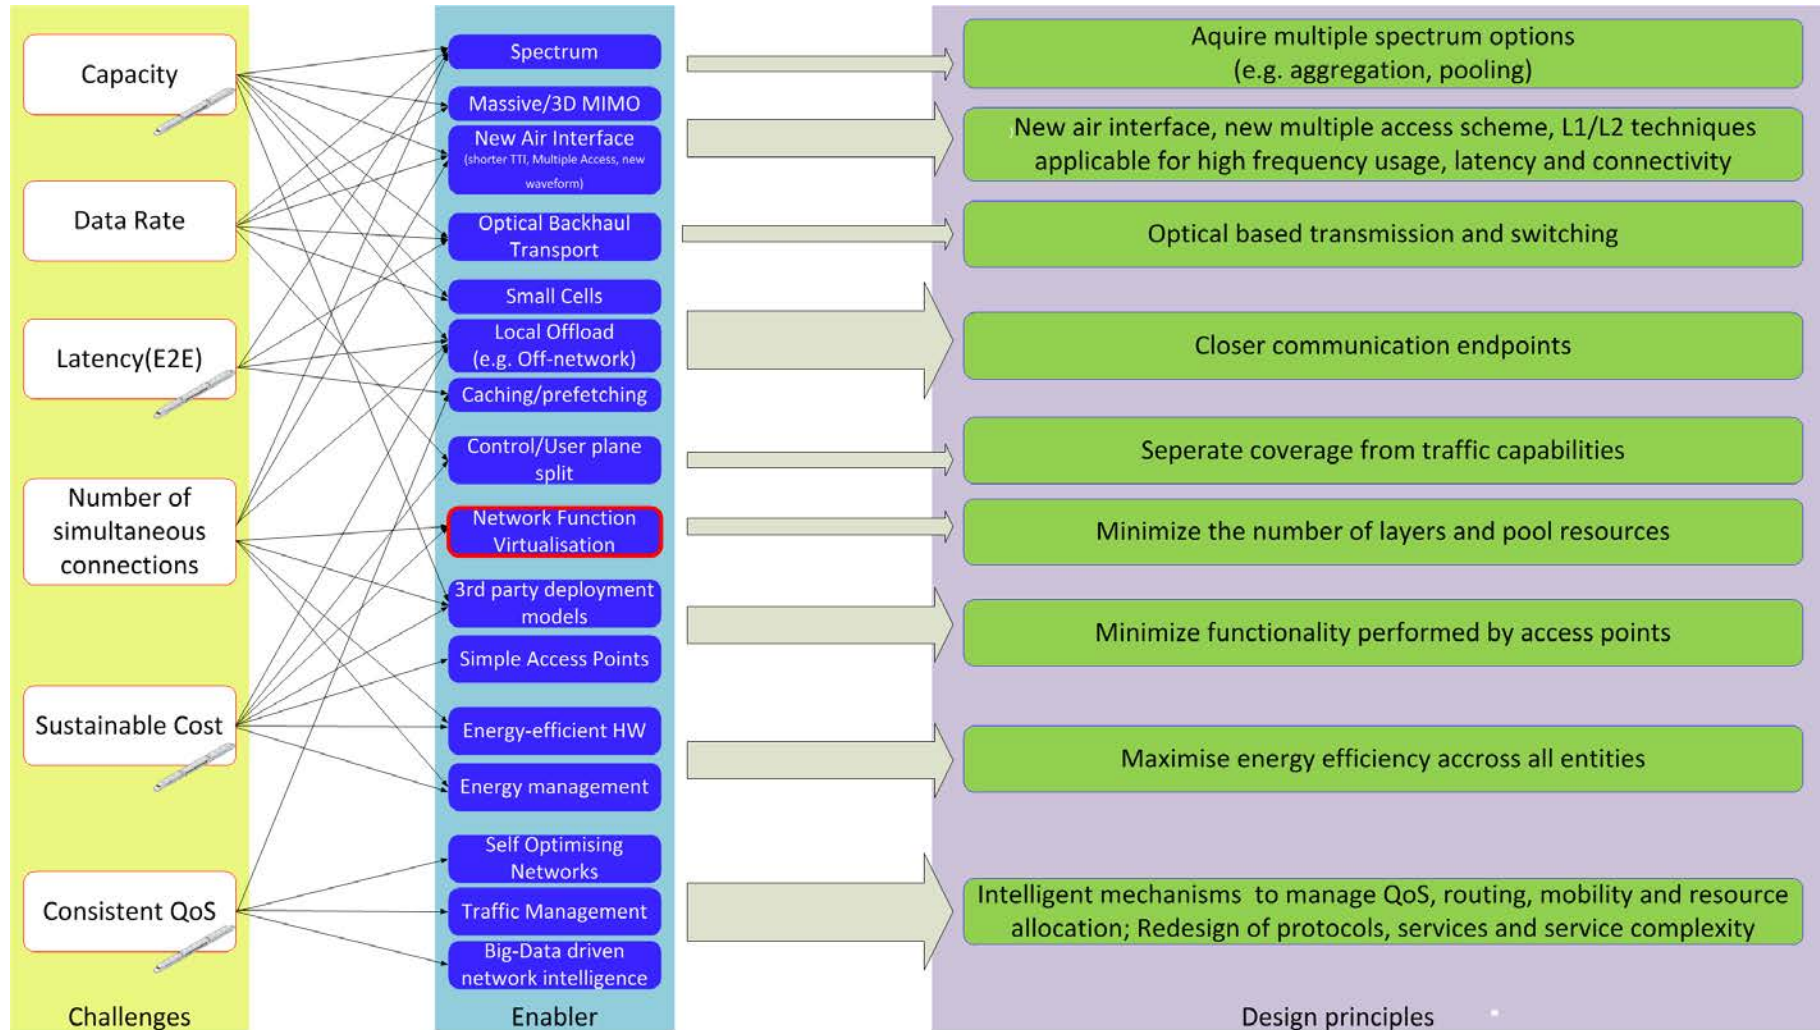 Capacity
Data Rate
Latency(E2E)
Number of
simultaneous
connections
Sustainable Cost
Consistent QoS
Challenges
Spectrum
Massive/3D MIMO
New Air Interface
(shorter TTI, Multiple Access, new
waveform)
Optical Backhaul
Transport
Small Cells
Local Offload
(e.g. Off-network)
Caching/prefetching
Control/User plane
split
Network Function
Virtualisation
3rd party deployment
models
Simple Access Points
Energy-efficient HW
Energy management
Self Optimising
Networks
Traffic Management
Big-Data driven
network intelligence
Enabler
Aquire multiple spectrum options
(e.g. aggregation, pooling)
New air interface, new multiple access scheme, L1/L2 techniques
applicable for high frequency usage, latency and connectivity
Optical based transmission and switching
Closer communication endpoints
Seperate coverage from traffic capabilities
Minimize the number of layers and pool resources
Minimize functionality performed by access points
Maximise energy efficiency accross all entities
Intelligent mechanisms to manage QoS, routing, mobility and resource
allocation; Redesign of protocols, services and service complexity
Design principles